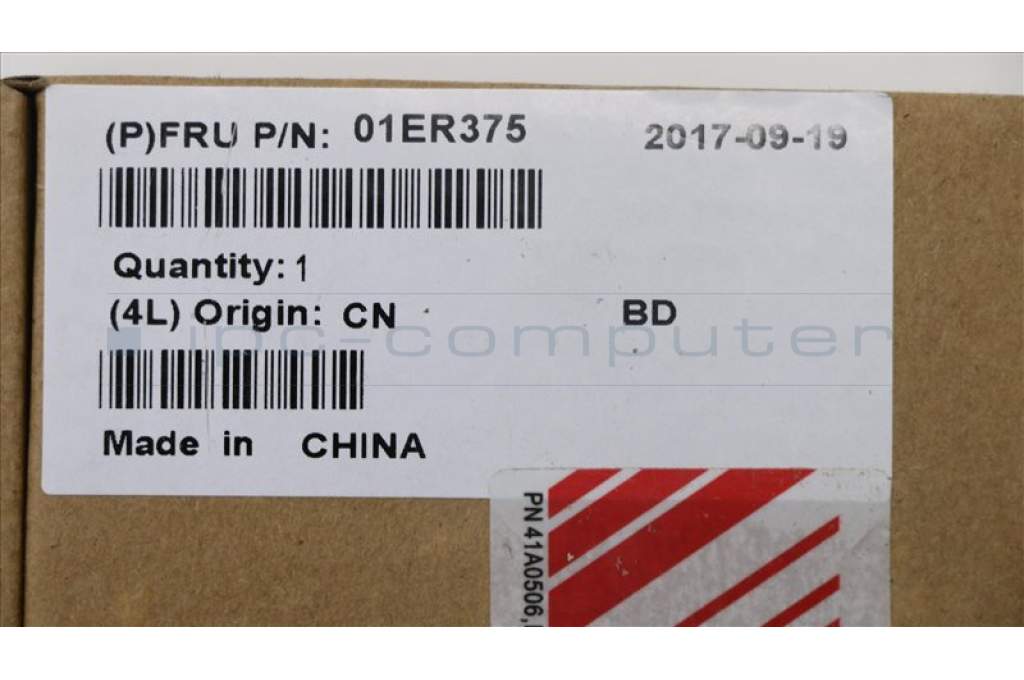 (P)FRU P/N: 01ER375 2017-09-19
Quantity: 1
(4L) Origin: CN BD
ipc-computer
Made in CHINA
PN 41A0506,